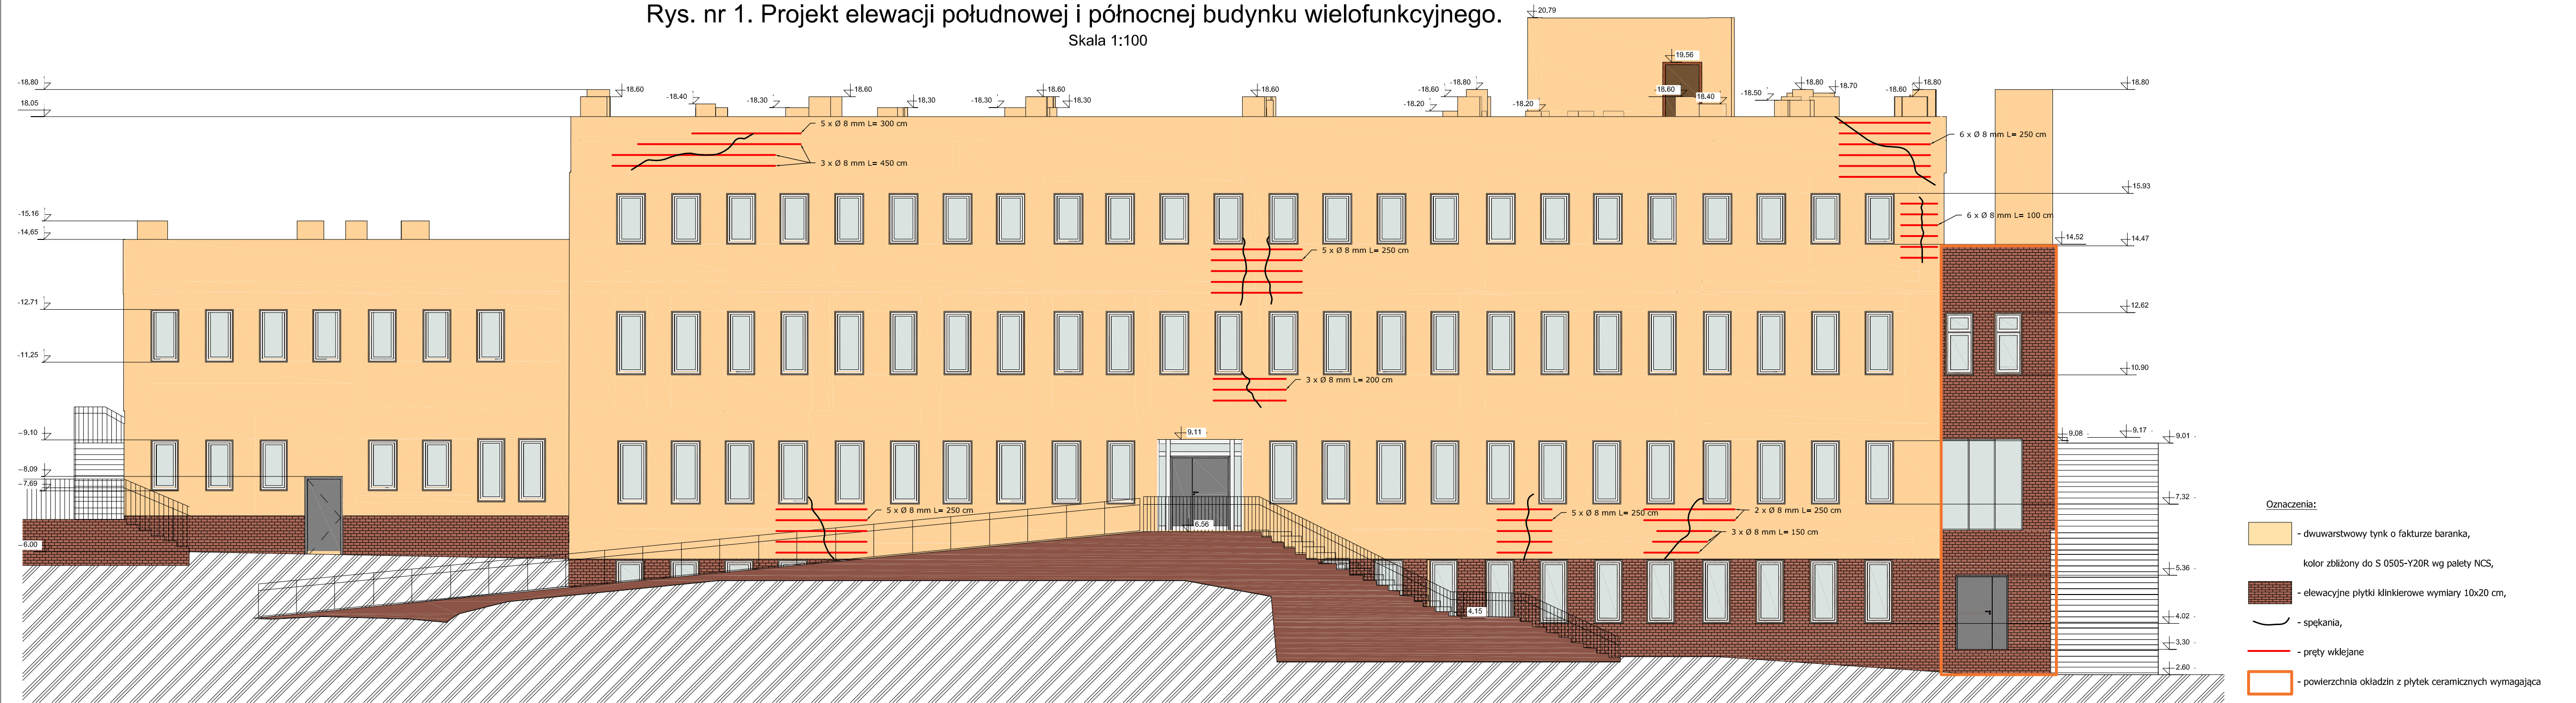 Rys. nr 1. Projekt elewacji południowej i północnej budynku wielofunkcyjnego.
Skala 1:100
20,79
19.56
-18.80
18.05
18.60
-18.40
-18.30
18.60
18.30
-18.30
18.60
18.30
18.60
-18.20
-18.60
-18.80
-18.20
-18.60
18.40
-18.50
18.80
18.70
-18.60
18.80
18.80
5 x Ø 8 mm L= 300 cm
3 x Ø 8 mm L= 450 cm
6 x Ø 8 mm L= 250 cm
15.93
6 x Ø 8 mm L= 100 cm
-15,16
-14,65
14,52
14.47
5 x Ø 8 mm L= 250 cm
-12,71
12.62
-11,25
10.90
3 x Ø 8 mm L= 200 cm
-9.10
9.11
9,08
9,17
9,01
-8,09
-7,69
7,32
5 x Ø 8 mm L= 250 cm
5 x Ø 8 mm L= 250 cm
2 x Ø 8 mm L= 250 cm
3 x Ø 8 mm L= 150 cm
6,56
-6,00
5,36
4,15
4,02
3,30
2.60
Oznaczenia:
- dwuwarstwowy tynk o fakturze baranka,
kolor zbliżony do S 0505-Y20R wg palety NCS,
- elewacyjne płytki klinkierowe wymiary 10x20 cm,
- spękania,
- pręty wklejane
- powierzchnia okładzin z płytek ceramicznych wymagająca